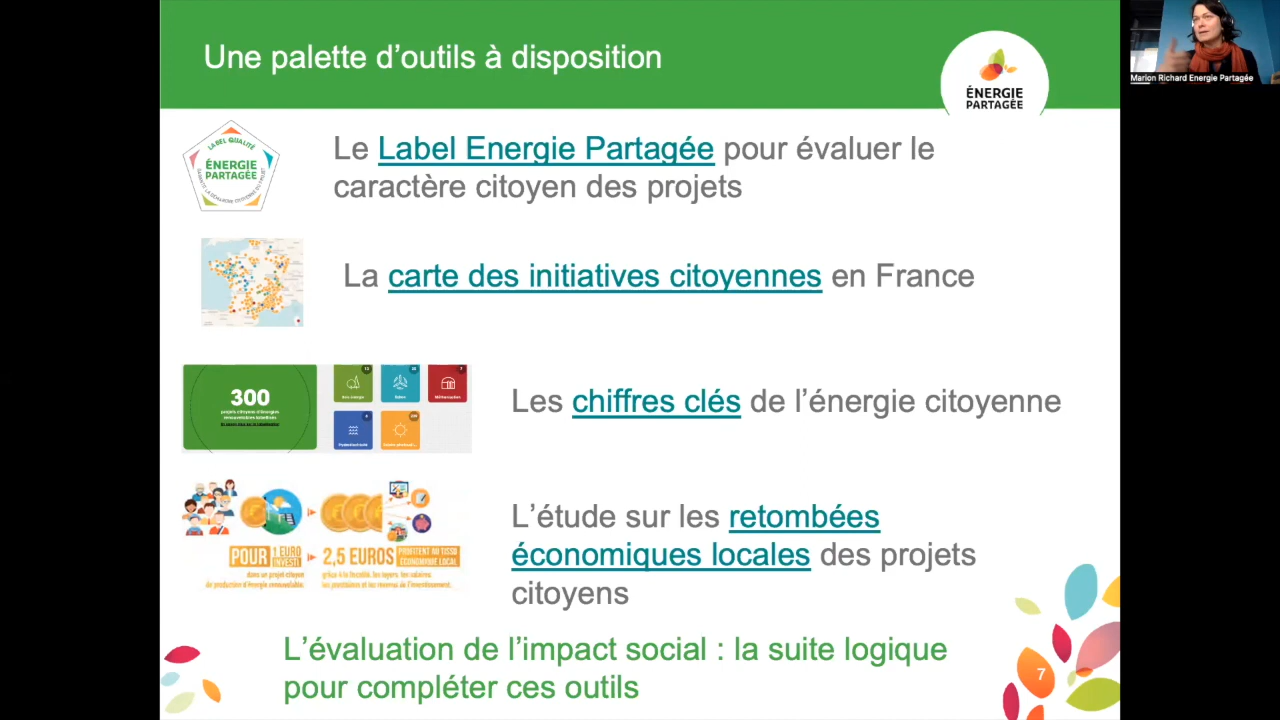 Une palette d’outils à disposition
ÉNERGIE
PARTAGÉE
Marion Richard Energie Partagée
LABEL QUALITÉ
ÉNERGIE
PARTAGÉE
Le Label Energie Partagée pour évaluer le
caractère citoyen des projets
La carte des initiatives citoyennes en France
300
projets citoyens d'énergies
renouvelables labellisés
Les chiffres clés de l’énergie citoyenne
POUR 1 EURO
INVESTI
2,5 EUROS PROFITENT AU TISSU
ÉCONOMIQUE LOCAL
dans un projet citoyen
de production d'énergie renouvelable.
grâce à la fiscalité, les loyers, les salaires
les prestations et les revenus de l'investissement.
L’étude sur les retombées
économiques locales des projets
citoyens
L’évaluation de l’impact social : la suite logique
pour compléter ces outils
7